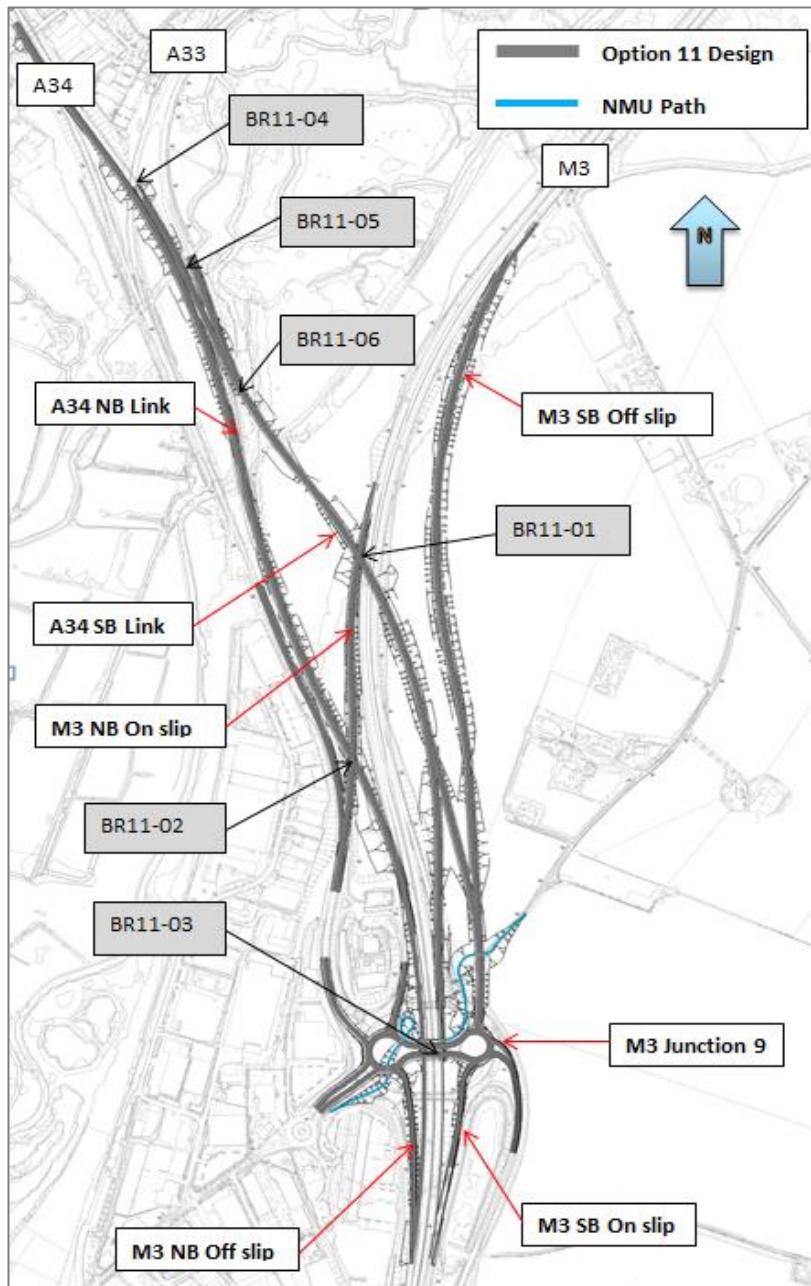 A33
A34
Option 11 Design
NMU Path
BR11-04
M3
BR11-05
N
BR11-06
A34 NB Link
M3 SB Off slip
BR11-01
A34 SB Link
M3 NB On slip
BR11-02
BR11-03
M3 Junction 9
M3 SB On slip
M3 NB Off slip